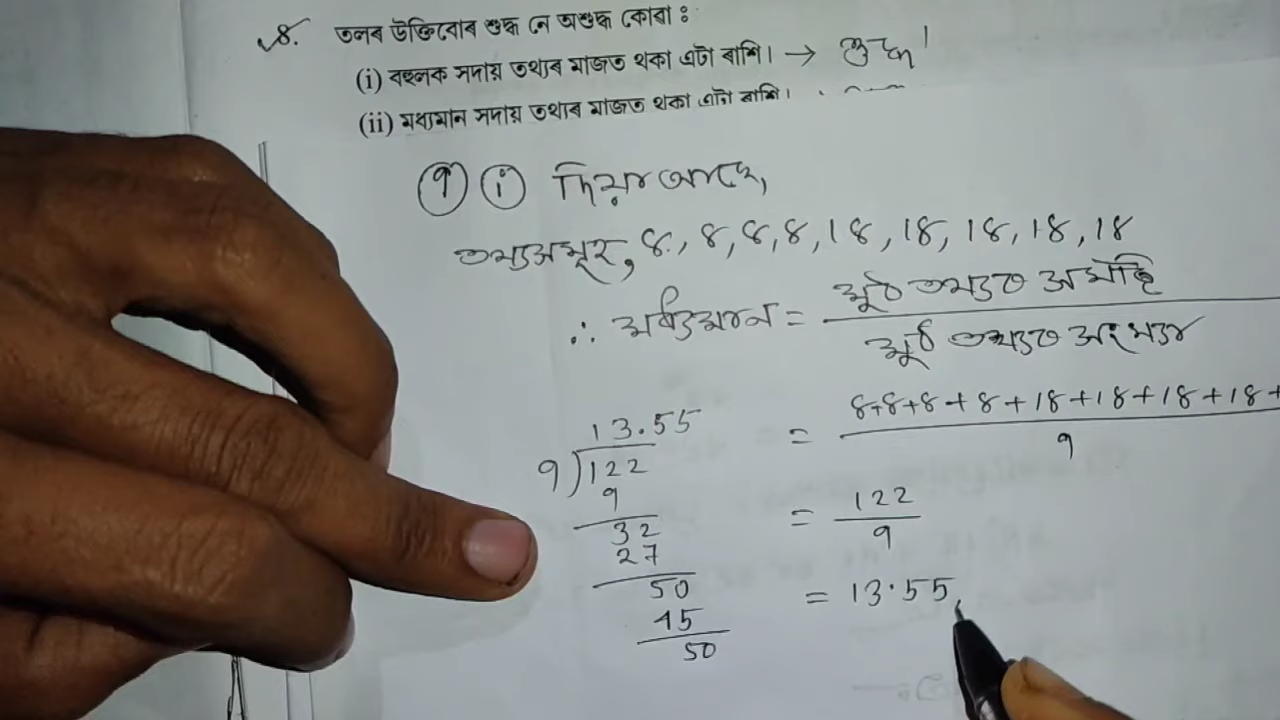 ৪. তলৰ উক্তিবোৰ শুদ্ধ নে অশুদ্ধ কোৱা :
(i) বহুলক সদায় তথ্যৰ মাজত থকা এটা ৰাশি। → শুদ্ধ।
(ii) মধ্যমান সদায় তথ্যৰ মাজত থকা এটা ৰাশি।
9 i দিয়া আছে,
তথ্যসমূহ, 8, 8, 8, 8, 18, 18, 18, 18, 18
∴ মাধ্যমান = মুঠ তথ্যৰ সমষ্টি
মুঠ তথ্যৰ সংখ্যা
= 8+8+8+8+18+18+18+18+
9
13.55
9)122
9
32
27
50
45
50
= 122
9
= 13.55